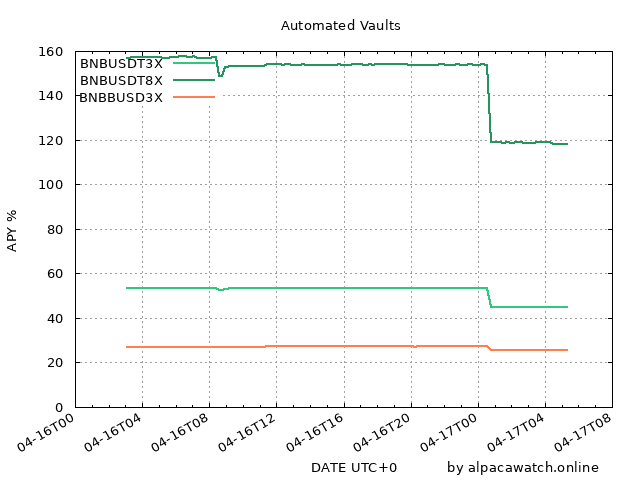 Automated Vaults
BNBUSDT3X
BNBUSDT8X
BNBBUSD3X
APY %
160
140
120
100
80
60
40
20
0
04-16T00
04-16T04
04-16T08
04-16T12
04-16T16
04-16T20
04-17T00
04-17T04
04-17T08
DATE UTC+0
by alpacawatch.online